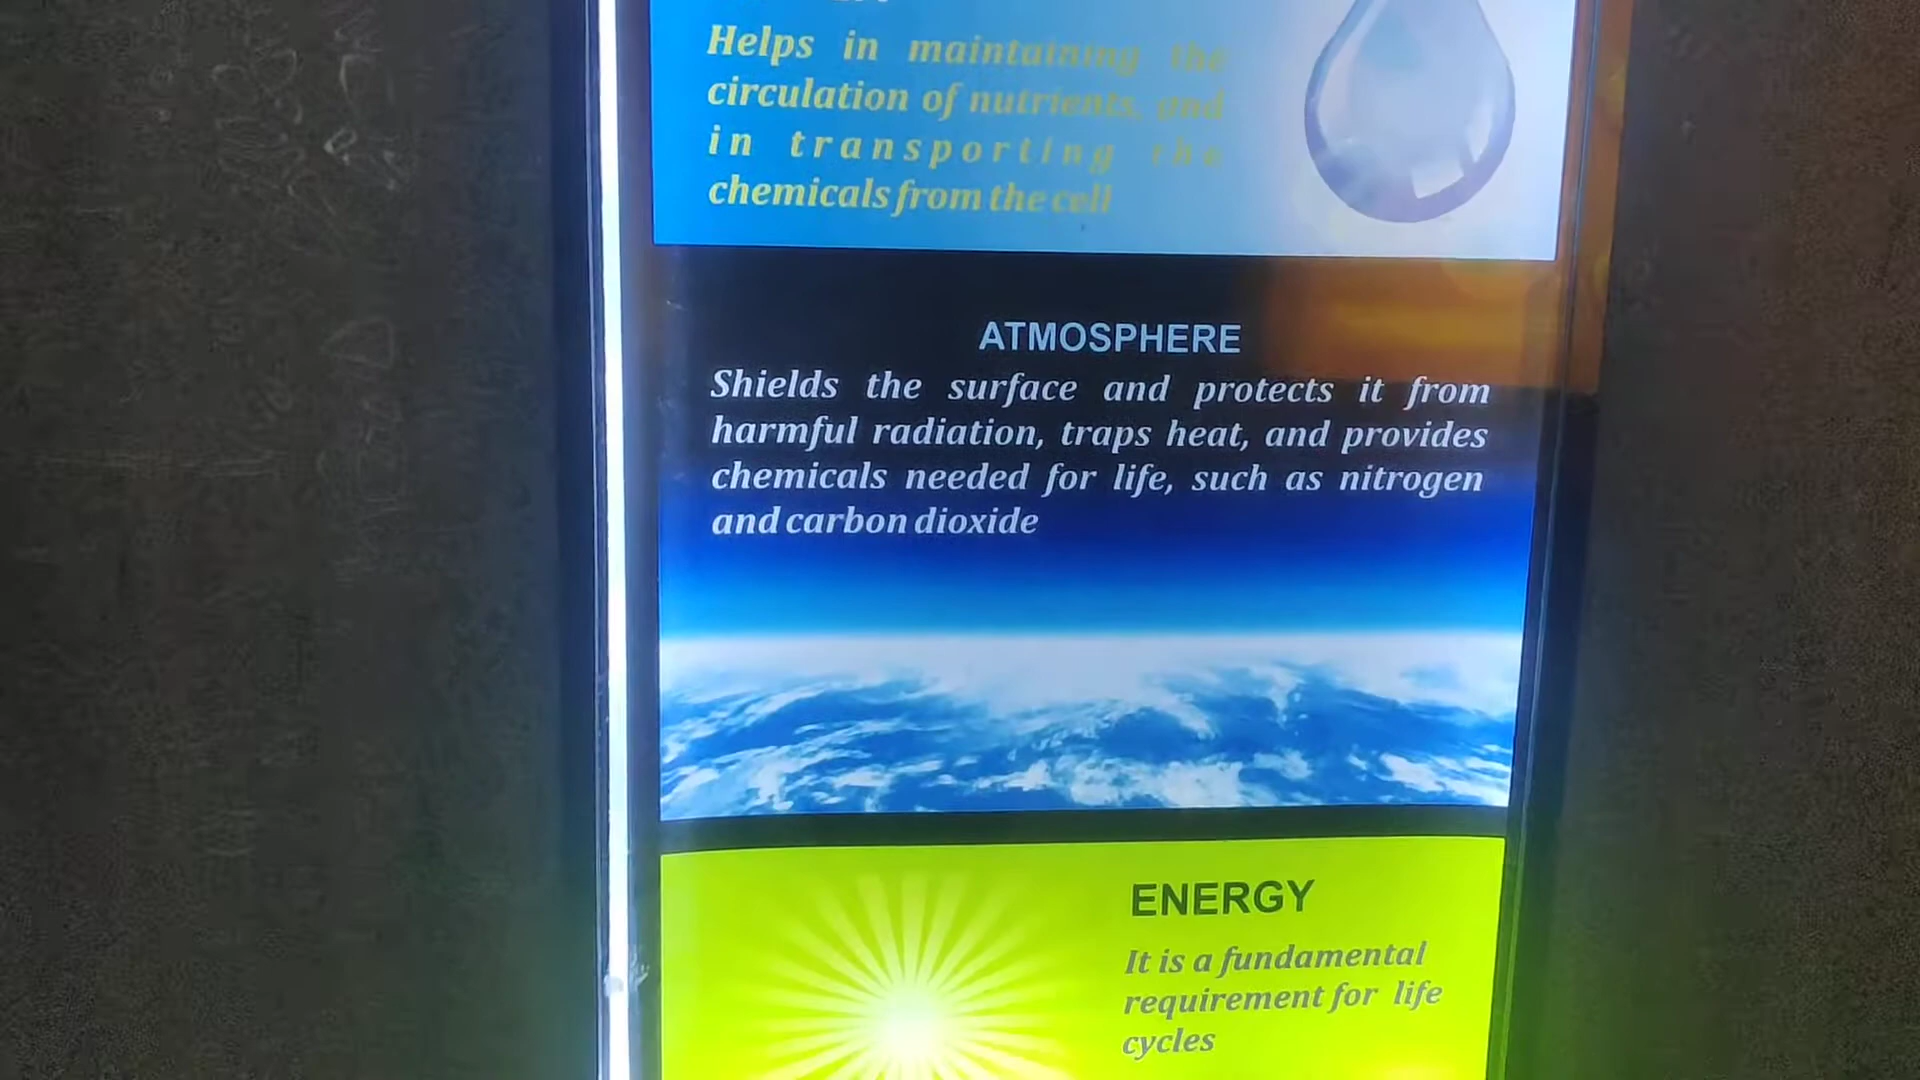 Helps in maintaining the
circulation of nutrients, and
in transporting the
chemicals from the cell
ATMOSPHERE
Shields the surface and protects it from
harmful radiation, traps heat, and provides
chemicals needed for life, such as nitrogen
and carbon dioxide
ENERGY
It is a fundamental
requirement for life
cycles